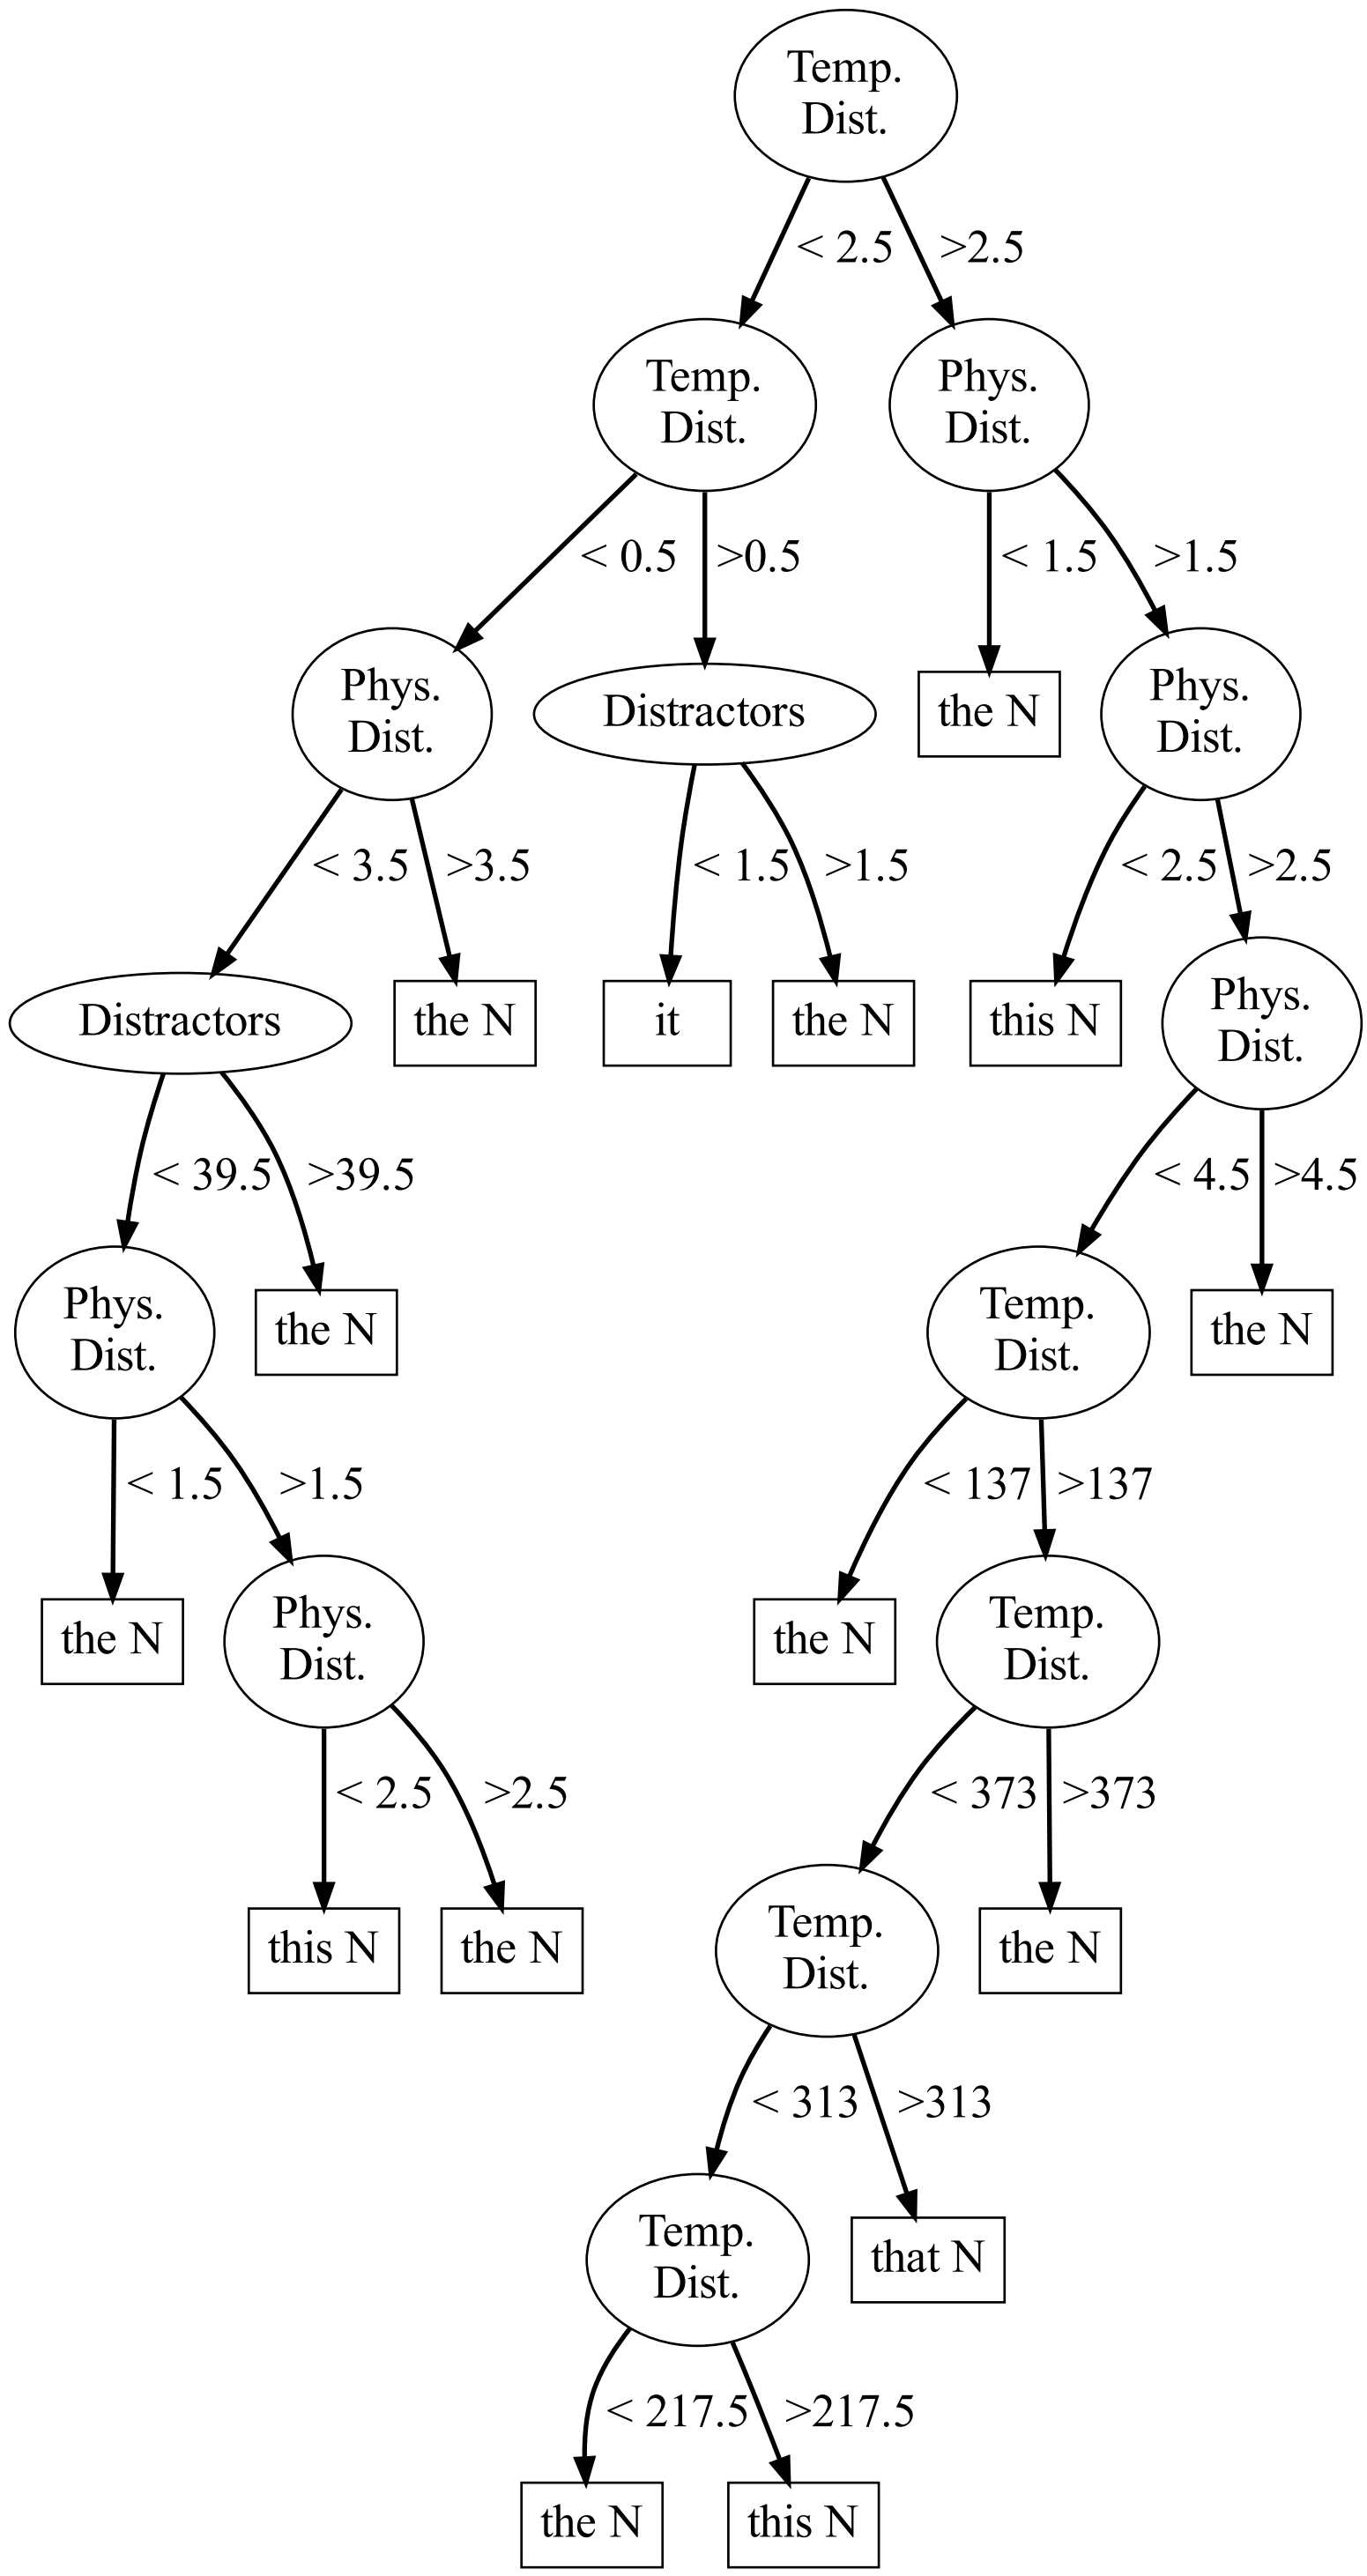 Temp.
Dist.
< 2.5
>2.5
Temp.
Dist.
Phys.
Dist.
< 0.5
>0.5
< 1.5
>1.5
Phys.
Dist.
Distractors
the N
Phys.
Dist.
< 3.5
>3.5
< 1.5
>1.5
< 2.5
>2.5
Distractors
the N
it
the N
this N
Phys.
Dist.
< 39.5
>39.5
< 4.5
>4.5
Phys.
Dist.
the N
Temp.
Dist.
the N
< 1.5
>1.5
< 137
>137
the N
Phys.
Dist.
the N
Temp.
Dist.
< 2.5
>2.5
< 373
>373
this N
the N
Temp.
Dist.
the N
< 313
>313
Temp.
Dist.
that N
< 217.5
>217.5
the N
this N